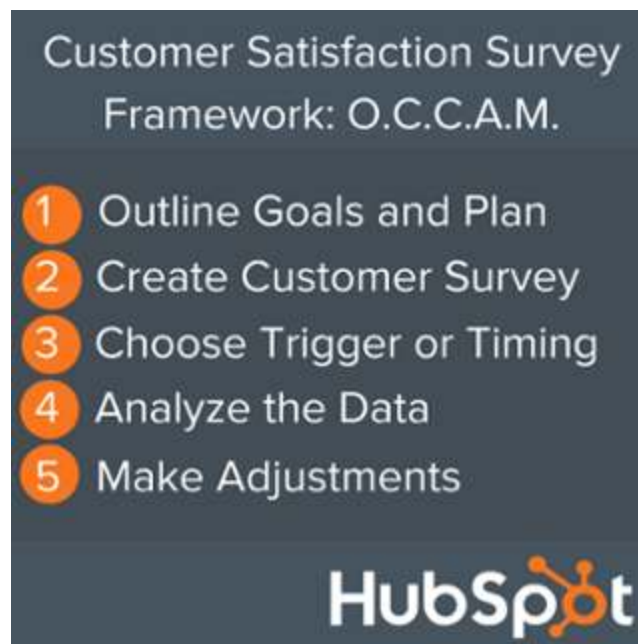 Customer Satisfaction Survey
Framework: O.C.C.A.M.
1 Outline Goals and Plan
2 Create Customer Survey
3 Choose Trigger or Timing
4 Analyze the Data
5 Make Adjustments
HubSpot